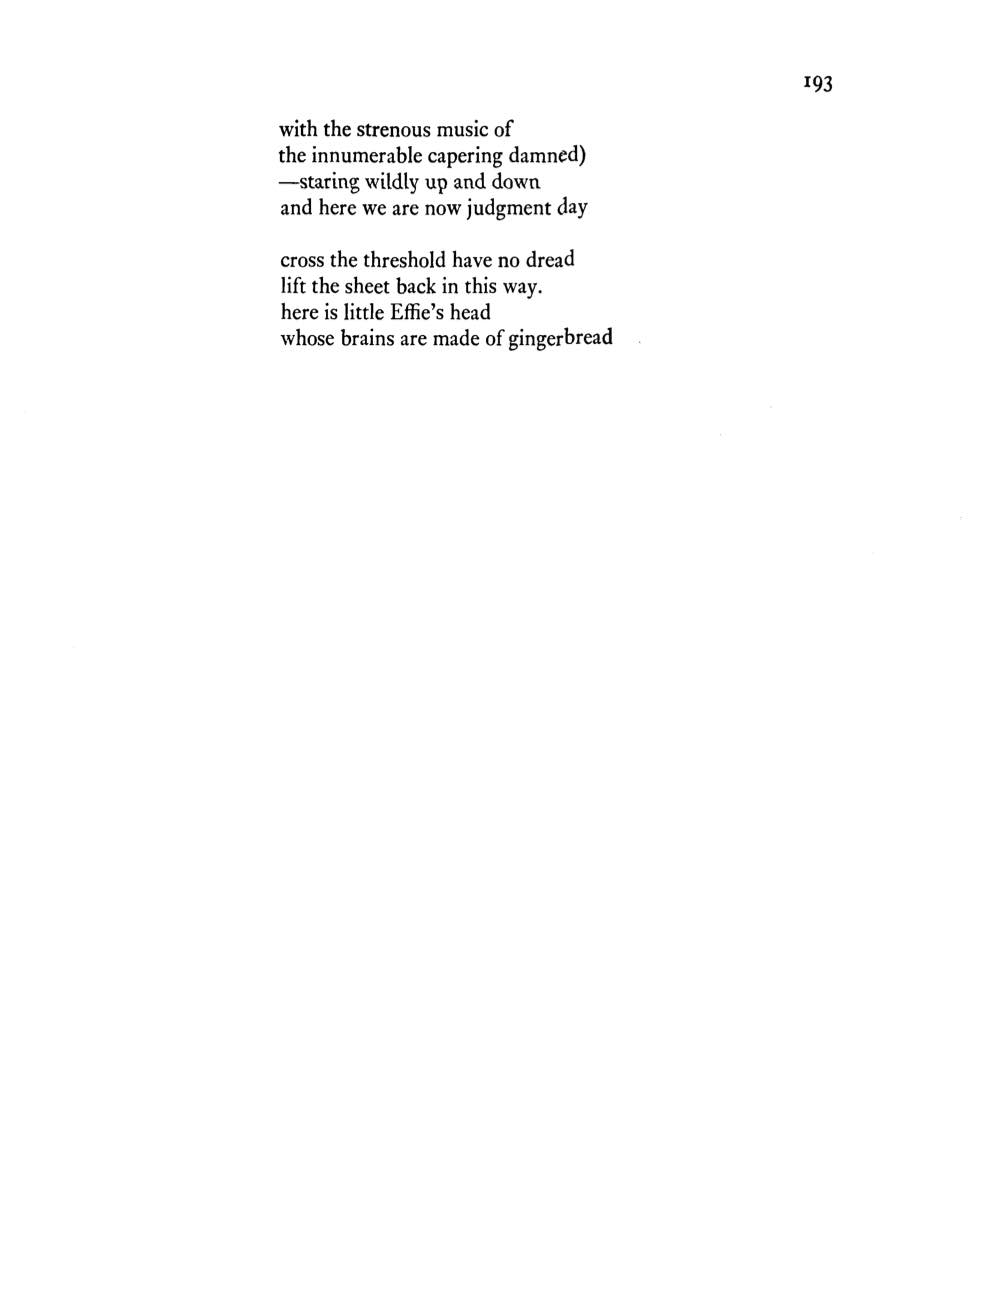 193
with the strenous music of
the innumerable capering damned)
—staring wildly up and down
and here we are now judgment day

cross the threshold have no dread
lift the sheet back in this way.
here is little Effie's head
whose brains are made of gingerbread